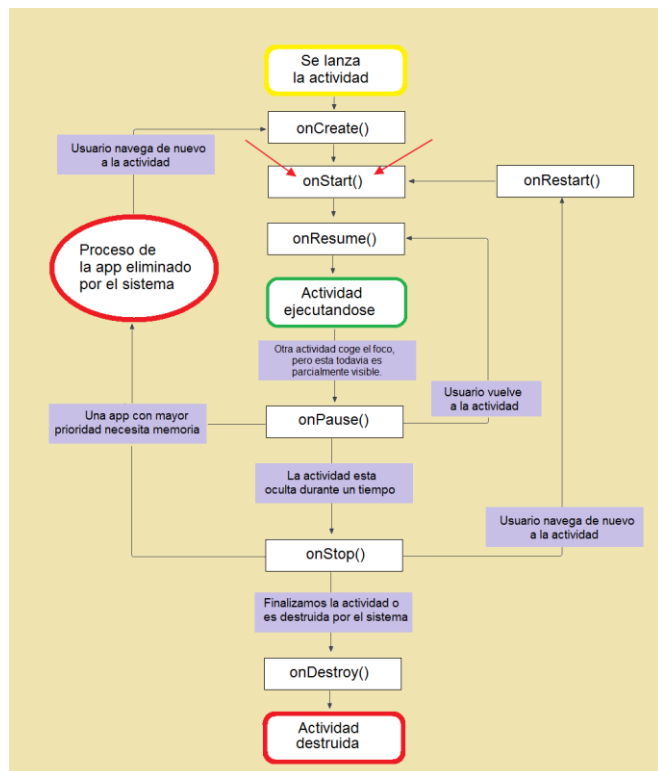 Se lanza
la actividad
onCreate()
Usuario navega de nuevo
a la actividad
onStart()
onRestart()
onResume()
Proceso de
la app eliminado
por el sistema
Actividad
ejecutandose
Otra actividad coge el foco,
pero esta todavia es
parcialmente visible.
Usuario vuelve
a la actividad
Una app con mayor
prioridad necesita memoria
onPause()
La actividad esta
oculta durante un tiempo
Usuario navega de nuevo
a la actividad
onStop()
Finalizamos la actividad o
es destruida por el sistema
onDestroy()
Actividad
destruida